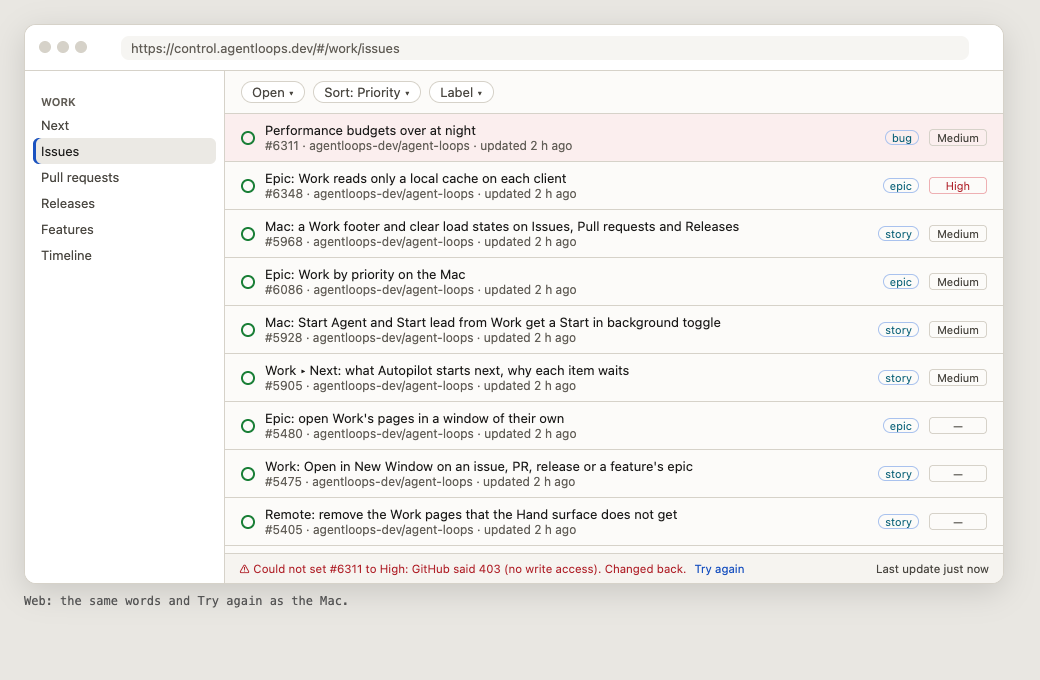 https://control.agentloops.dev/#/work/issues
WORK
Next
Issues
Pull requests
Releases
Features
Timeline
Open ▾
Sort: Priority ▾
Label ▾
Performance budgets over at night
#6311 · agentloops-dev/agent-loops · updated 2 h ago
bug
Medium
Epic: Work reads only a local cache on each client
#6348 · agentloops-dev/agent-loops · updated 2 h ago
epic
High
Mac: a Work footer and clear load states on Issues, Pull requests and Releases
#5968 · agentloops-dev/agent-loops · updated 2 h ago
story
Medium
Epic: Work by priority on the Mac
#6086 · agentloops-dev/agent-loops · updated 2 h ago
epic
Medium
Mac: Start Agent and Start lead from Work get a Start in background toggle
#5928 · agentloops-dev/agent-loops · updated 2 h ago
story
Medium
Work ▸ Next: what Autopilot starts next, why each item waits
#5905 · agentloops-dev/agent-loops · updated 2 h ago
story
Medium
Epic: open Work's pages in a window of their own
#5480 · agentloops-dev/agent-loops · updated 2 h ago
epic
—
Work: Open in New Window on an issue, PR, release or a feature's epic
#5475 · agentloops-dev/agent-loops · updated 2 h ago
story
—
Remote: remove the Work pages that the Hand surface does not get
#5405 · agentloops-dev/agent-loops · updated 2 h ago
story
—
⚠ Could not set #6311 to High: GitHub said 403 (no write access). Changed back. Try again
Last update just now
Web: the same words and Try again as the Mac.